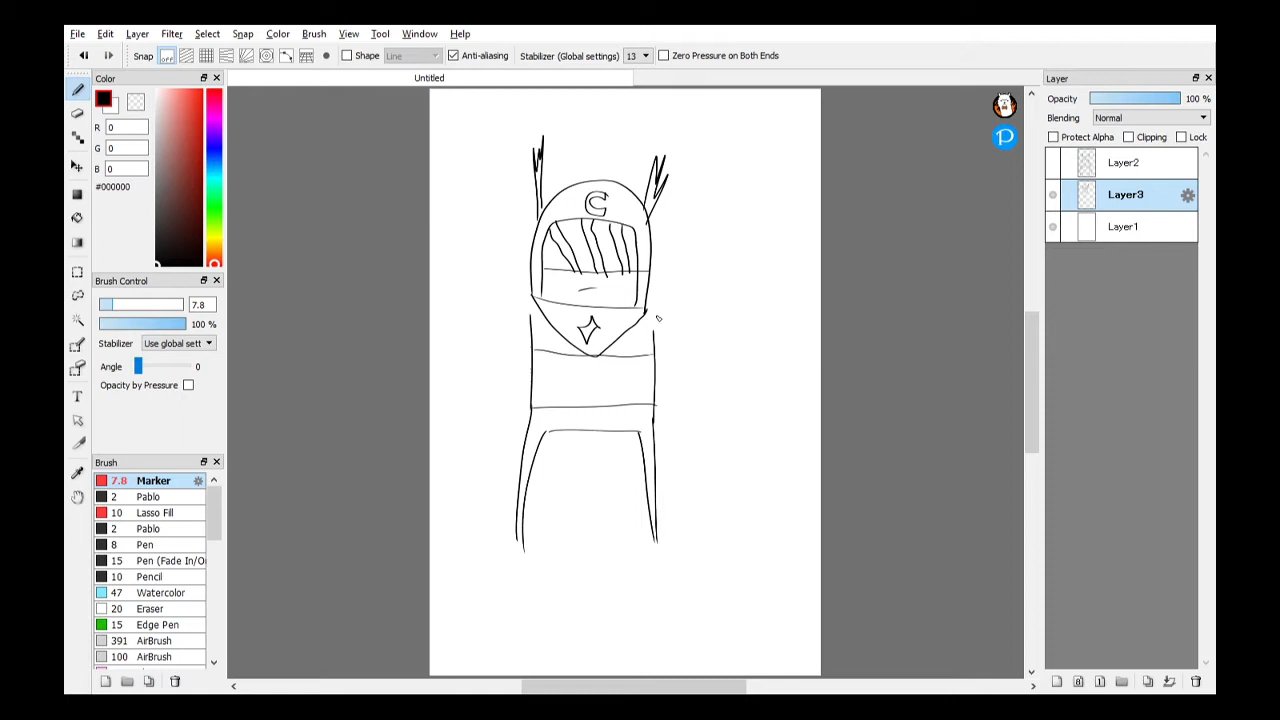 File Edit Layer Filter Select Snap Color Brush View Tool Window Help
Snap OFF Shape Line Anti-aliasing Stabilizer (Global settings) 13 Zero Pressure on Both Ends
Color
Untitled
Layer
R 0
G 0
B 0
#000000
Opacity 100 %
Blending Normal
Protect Alpha Clipping Lock
Layer2
Layer3
Layer1
C
Brush Control
7.8
100 %
Stabilizer Use global sett
Angle 0
Opacity by Pressure
Brush
7.8 Marker
2 Pablo
10 Lasso Fill
2 Pablo
8 Pen
15 Pen (Fade In/O
10 Pencil
47 Watercolor
20 Eraser
15 Edge Pen
391 AirBrush
100 AirBrush
T
P
8
1